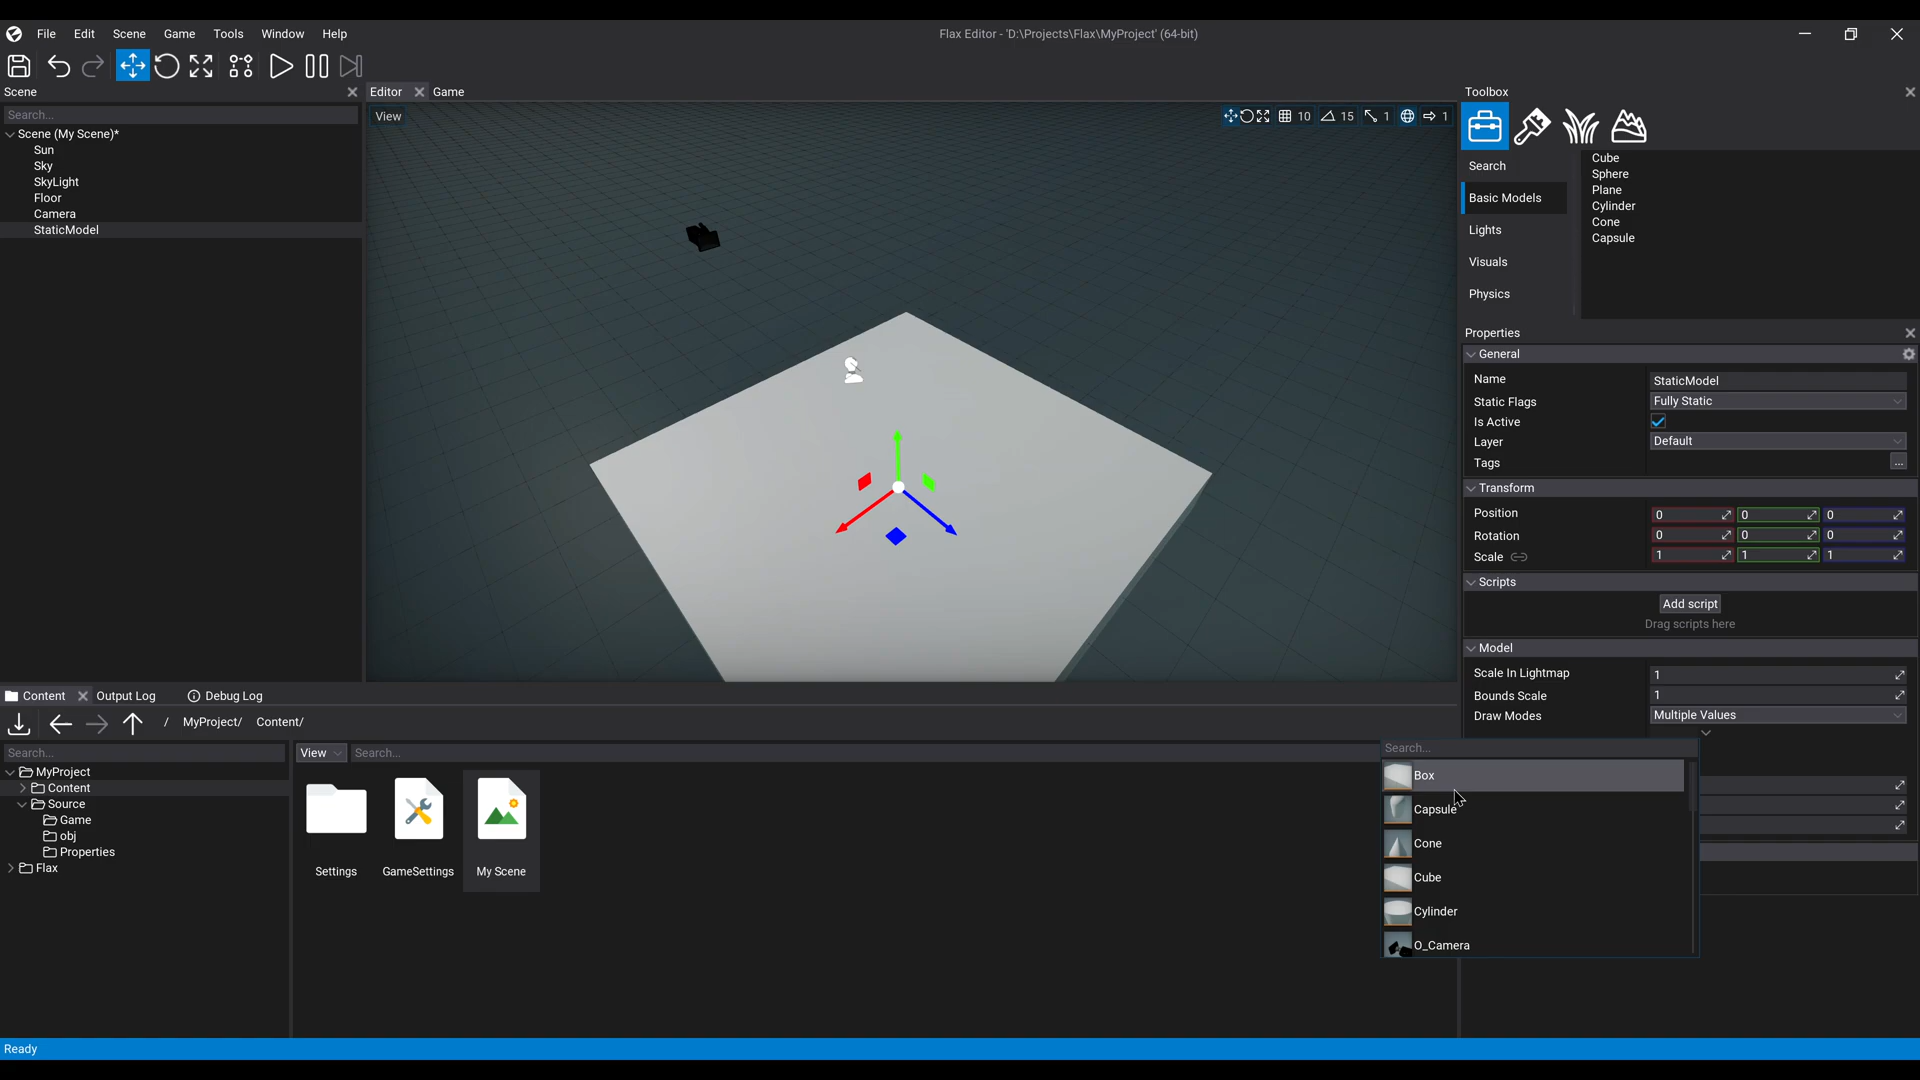 File Edit Scene Game Tools Window Help
Flax Editor - 'D:\Projects\Flax\MyProject' (64-bit)
Scene
Search...
Scene (My Scene)*
Sun
Sky
SkyLight
Floor
Camera
StaticModel
Editor Game
View
10 15 1 1
Toolbox
Search
Basic Models
Lights
Visuals
Physics
Cube
Sphere
Plane
Cylinder
Cone
Capsule
Properties
General
Name StaticModel
Static Flags Fully Static
Is Active
Layer Default
Tags ...
Transform
Position 0 0 0
Rotation 0 0 0
Scale 1 1 1
Scripts
Add script
Drag scripts here
Model
Scale In Lightmap 1
Bounds Scale 1
Draw Modes Multiple Values
Search...
Box
Capsule
Cone
Cube
Cylinder
O_Camera
Content Output Log Debug Log
/ MyProject/ Content/
Search...
MyProject
Content
Source
Game
obj
Properties
Flax
View Search...
Settings GameSettings My Scene
Ready